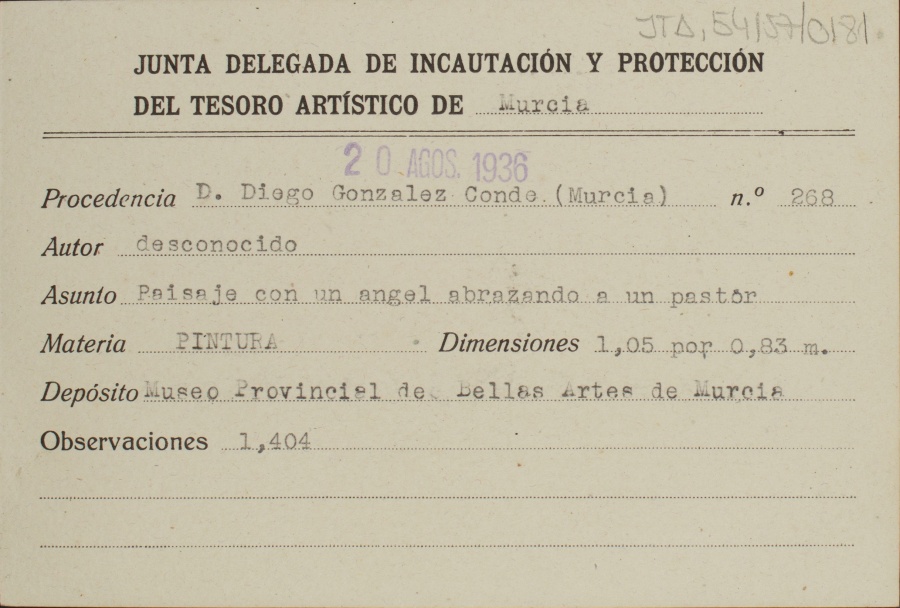 JTA, 54/57/0181
JUNTA DELEGADA DE INCAUTACIÓN Y PROTECCIÓN
DEL TESORO ARTÍSTICO DE Murcia
20 AGOS. 1936
Procedencia D. Diego Gonzalez Conde (Murcia) n.º 268
Autor desconocido
Asunto Paisaje con un angel abrazando a un pastor
Materia PINTURA Dimensiones 1,05 por 0,83 m.
Depósito Museo Provincial de Bellas Artes de Murcia
Observaciones 1,404